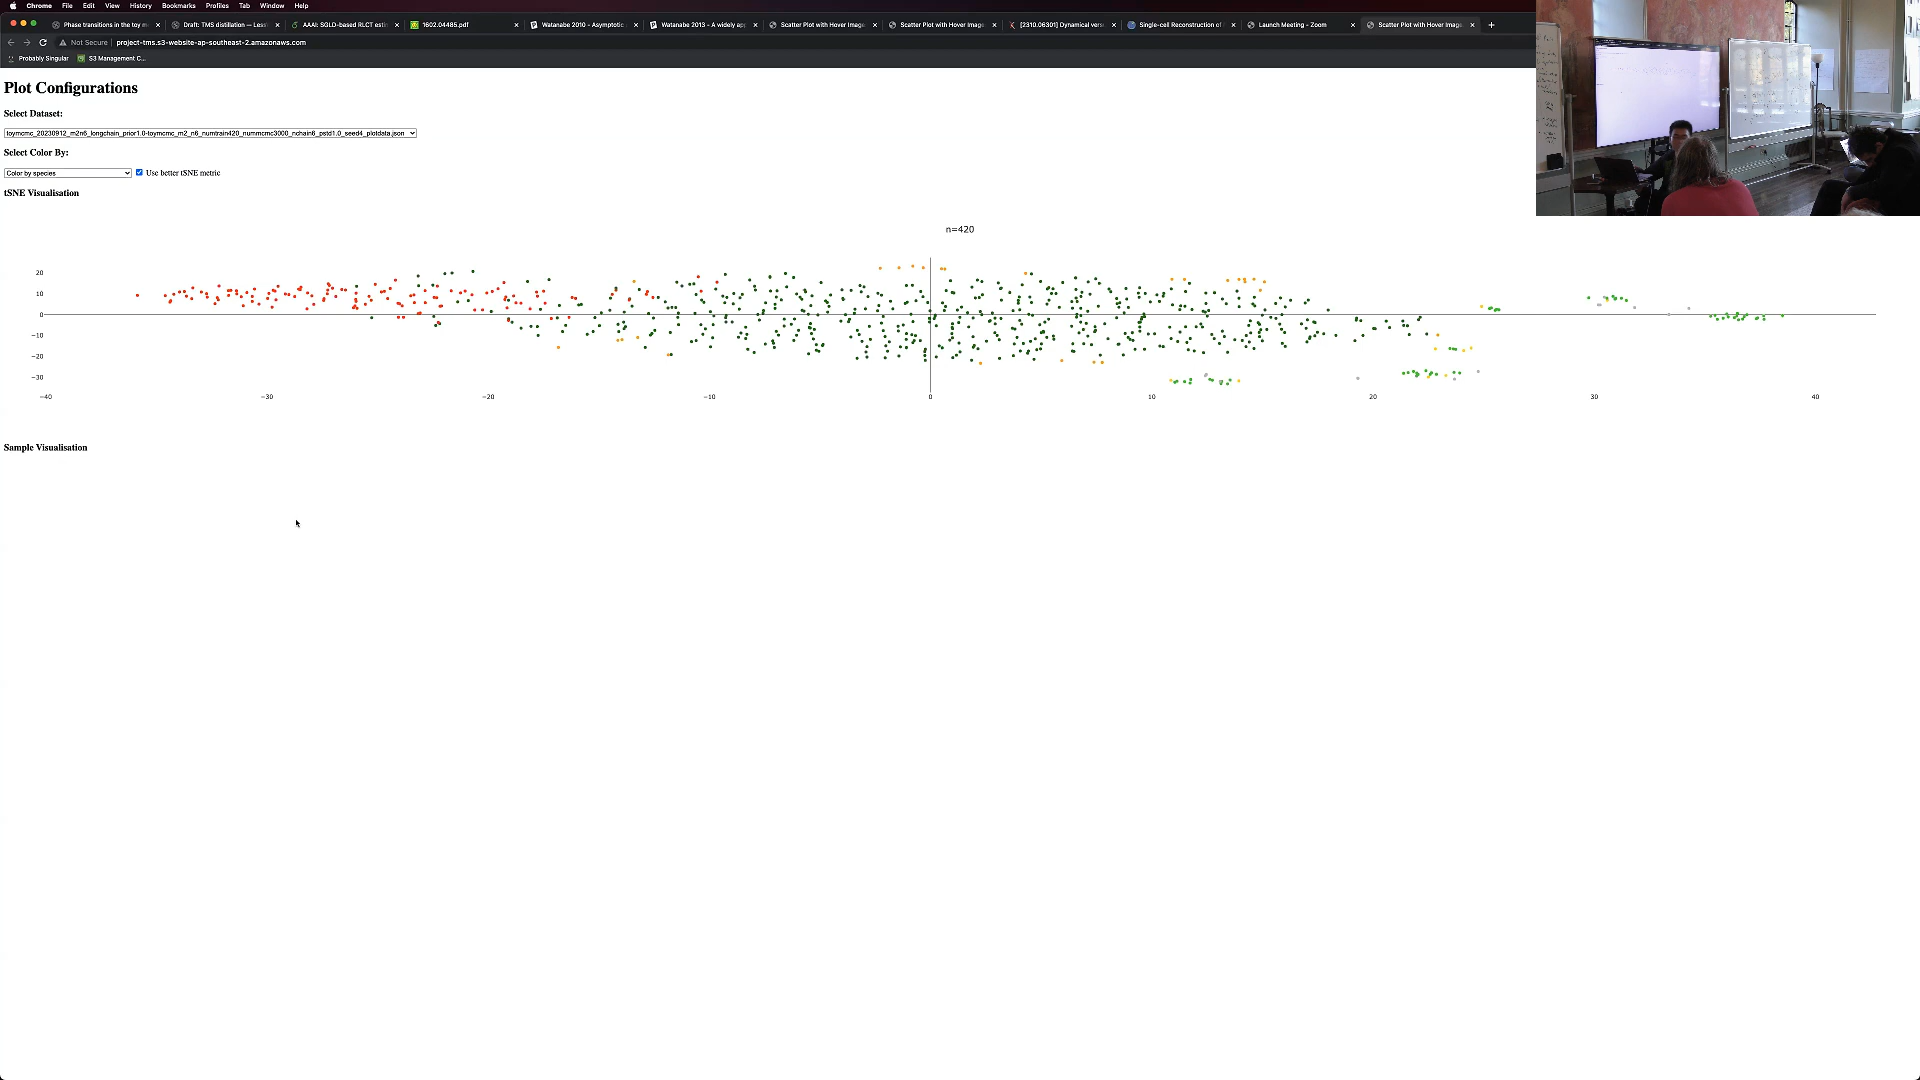 Chrome File Edit View History Bookmarks Profiles Tab Window Help
Phase transitions in the toy m
Draft: TMS distillation — Less
AAAI: SGLD-based RLCT esti
1602.04485.pdf
Watanabe 2010 - Asymptotic
Watanabe 2013 - A widely ap
Scatter Plot with Hover Image
Scatter Plot with Hover Image
[2310.06301] Dynamical vers
Single-cell Reconstruction of
Launch Meeting - Zoom
Scatter Plot with Hover Image
Not Secure project-tms.s3-website-ap-southeast-2.amazonaws.com
Probably Singular S3 Management C...
Plot Configurations
Select Dataset:
toymcmc_20230912_m2n6_longchain_prior1.0-toymcmc_m2_n6_numtrain420_nummcmc3000_nchain6_pstd1.0_seed4_plotdata.json
Select Color By:
Color by species Use better tSNE metric
tSNE Visualisation
n=420
20
10
0
−10
−20
−30
−40 −30 −20 −10 0 10 20 30 40
Sample Visualisation